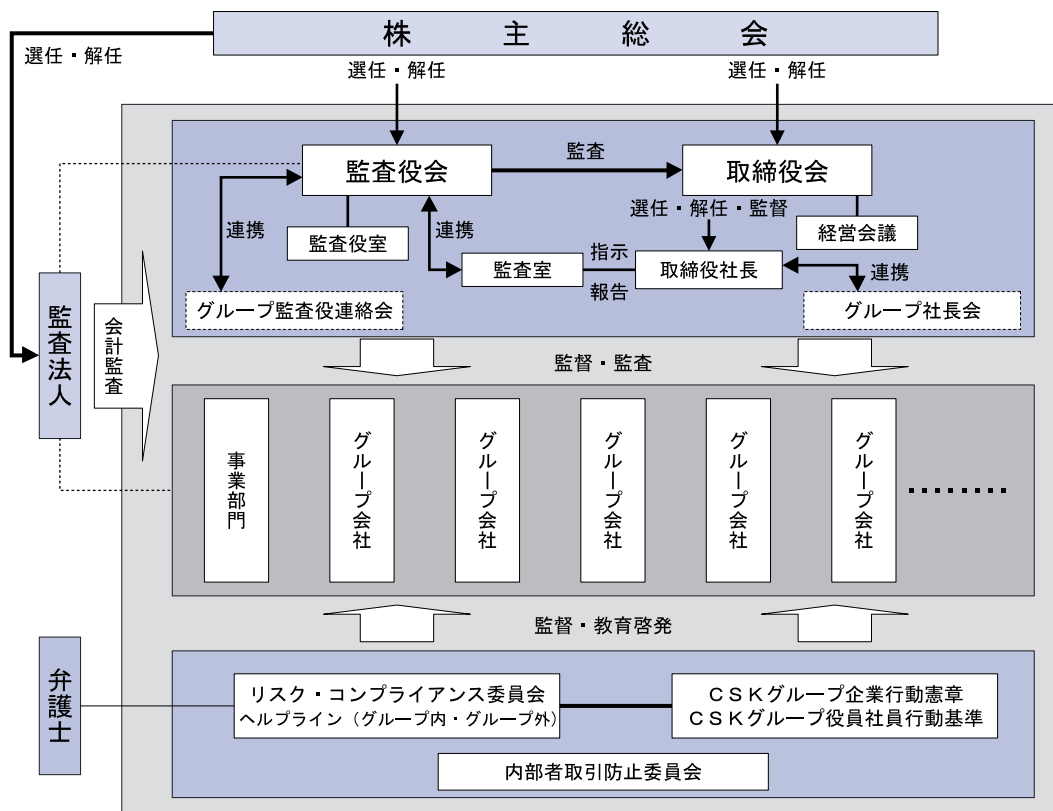 株主総会
選任・解任
選任・解任
選任・解任
監査役会
監査
取締役会
選任・解任・監督
連携
監査役室
連携
経営会議
監査室
指示
報告
取締役社長
連携
グループ監査役連絡会
グループ社長会
監査法人
会計監査
監督・監査
事業部門
グループ会社
グループ会社
グループ会社
グループ会社
グループ会社
………
監督・教育啓発
弁護士
リスク・コンプライアンス委員会
ヘルプライン（グループ内・グループ外）
ＣＳＫグループ企業行動憲章
ＣＳＫグループ役員社員行動基準
内部者取引防止委員会